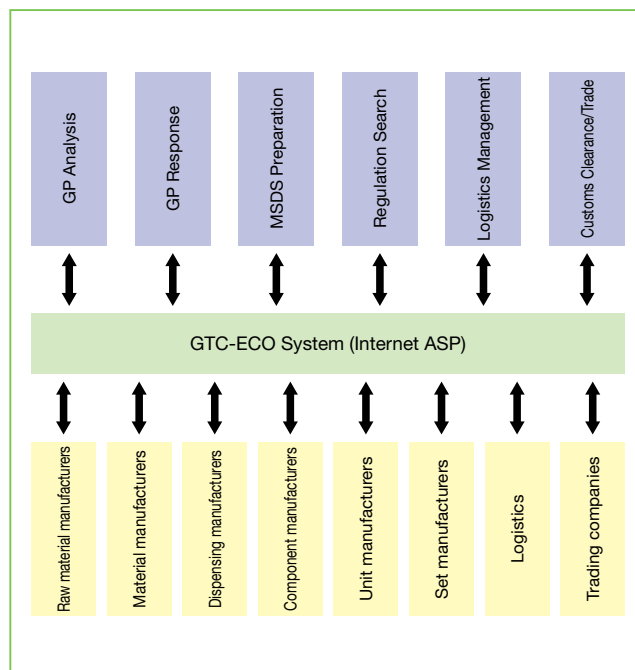 GP Analysis
GP Response
MSDS Preparation
Regulation Search
Logistics Management
Customs Clearance/Trade
GTC-ECO System (Internet ASP)
Raw material manufacturers
Material manufacturers
Dispensing manufacturers
Component manufacturers
Unit manufacturers
Set manufacturers
Logistics
Trading companies